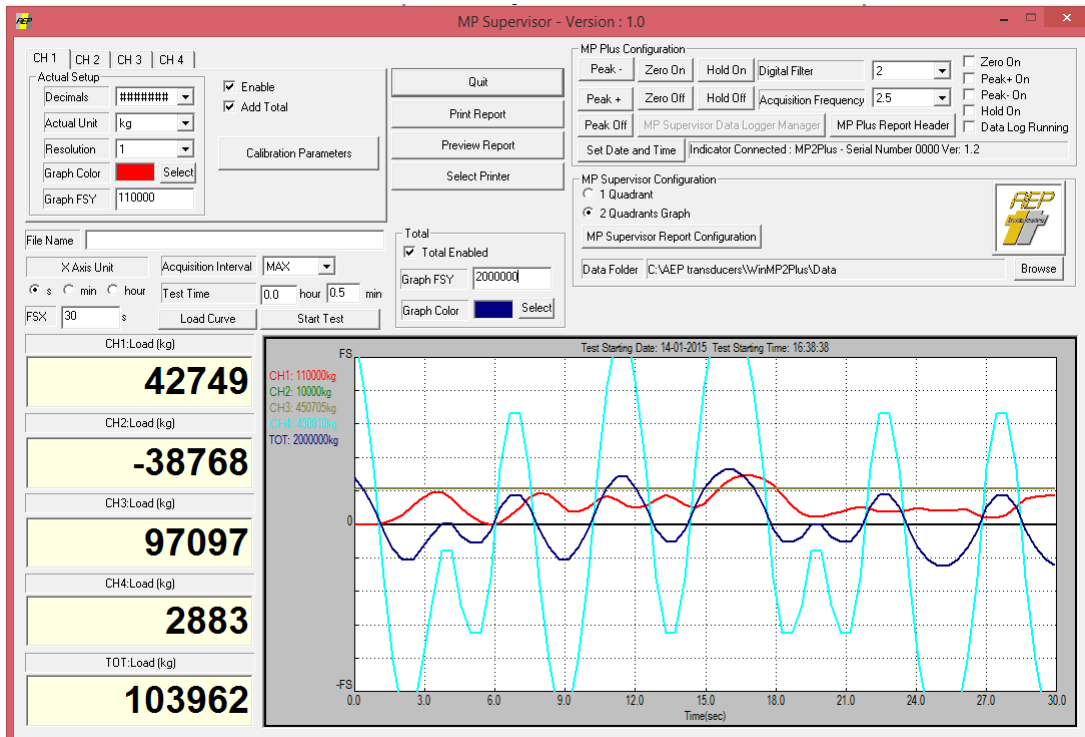 MP Supervisor - Version : 1.0
CH 1 CH 2 CH 3 CH 4
Actual Setup
Decimals ####### 
Actual Unit kg
Resolution 1
Graph Color Select
Graph FSY 110000
Enable
Add Total
Calibration Parameters
Quit
Print Report
Preview Report
Select Printer
MP Plus Configuration
Peak - Zero On Hold On Digital Filter 2
Peak + Zero Off Hold Off Acquisition Frequency 2.5
Peak Off MP Supervisor Data Logger Manager MP Plus Report Header
Set Date and Time Indicator Connected : MP2Plus - Serial Number 0000 Ver: 1.2
Zero On
Peak+ On
Peak- On
Hold On
Data Log Running
MP Supervisor Configuration
1 Quadrant
2 Quadrants Graph
MP Supervisor Report Configuration
AEP
Data Folder C:\AEP transducers\WinMP2Plus\Data Browse
File Name
X Axis Unit Acquisition Interval MAX
s min hour Test Time 0.0 hour 0.5 min
FSX 30 s Load Curve Start Test
Total
Total Enabled
Graph FSY 2000000
Graph Color Select
CH1:Load (kg)
42749
CH2:Load (kg)
-38768
CH3:Load (kg)
97097
CH4:Load (kg)
2883
TOT:Load (kg)
103962
Test Starting Date: 14-01-2015 Test Starting Time: 16:38:38
FS
CH1: 110000kg
CH2: 10000kg
CH3: 450705kg
CH4: 430810kg
TOT: 2000000kg
0
-FS
0.0 3.0 6.0 9.0 12.0 15.0 18.0 21.0 24.0 27.0 30.0
Time(sec)